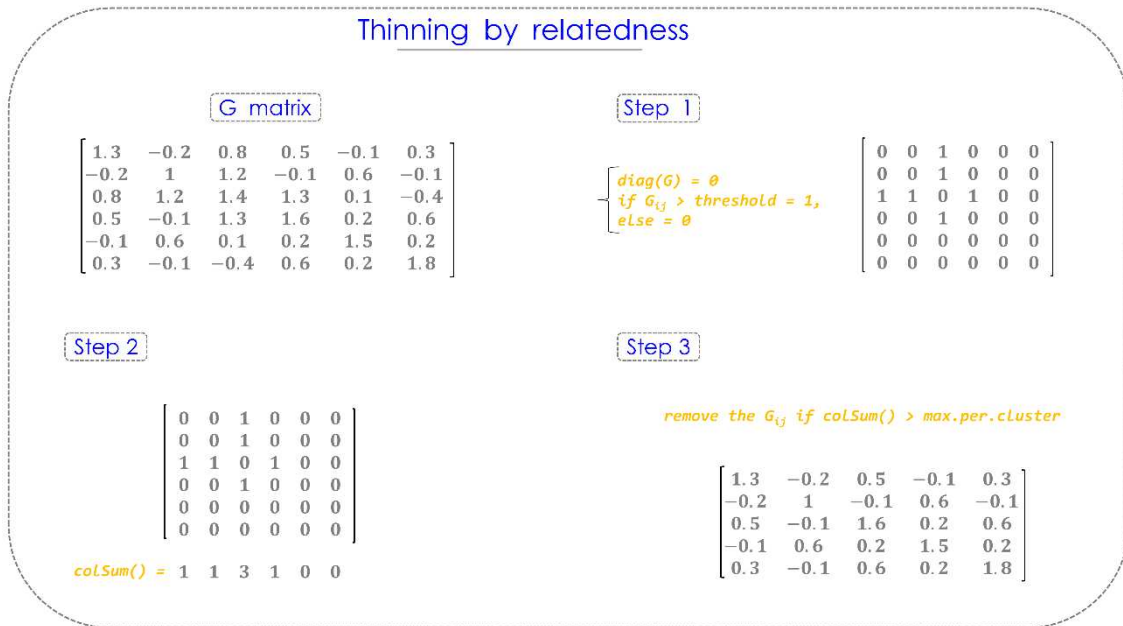 Thinning by relatedness
G matrix
1.3 −0.2 0.8 0.5 −0.1 0.3
−0.2 1 1.2 −0.1 0.6 −0.1
0.8 1.2 1.4 1.3 0.1 −0.4
0.5 −0.1 1.3 1.6 0.2 0.6
−0.1 0.6 0.1 0.2 1.5 0.2
0.3 −0.1 −0.4 0.6 0.2 1.8
Step 1
diag(G) = 0
if Gij > threshold = 1,
else = 0
0 0 1 0 0 0
0 0 1 0 0 0
1 1 0 1 0 0
0 0 1 0 0 0
0 0 0 0 0 0
0 0 0 0 0 0
Step 2
0 0 1 0 0 0
0 0 1 0 0 0
1 1 0 1 0 0
0 0 1 0 0 0
0 0 0 0 0 0
0 0 0 0 0 0
colSum() = 1 1 3 1 0 0
Step 3
remove the Gij if colSum() > max.per.cluster
1.3 −0.2 0.5 −0.1 0.3
−0.2 1 −0.1 0.6 −0.1
0.5 −0.1 1.6 0.2 0.6
−0.1 0.6 0.2 1.5 0.2
0.3 −0.1 0.6 0.2 1.8